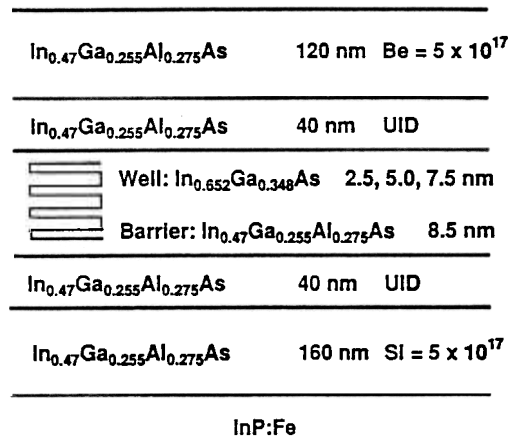 In0.47Ga0.255Al0.275As 120 nm Be = 5 x 10^17
In0.47Ga0.255Al0.275As 40 nm UID
Well: In0.652Ga0.348As 2.5, 5.0, 7.5 nm
Barrier: In0.47Ga0.255Al0.275As 8.5 nm
In0.47Ga0.255Al0.275As 40 nm UID
In0.47Ga0.255Al0.275As 160 nm Si = 5 x 10^17
InP:Fe